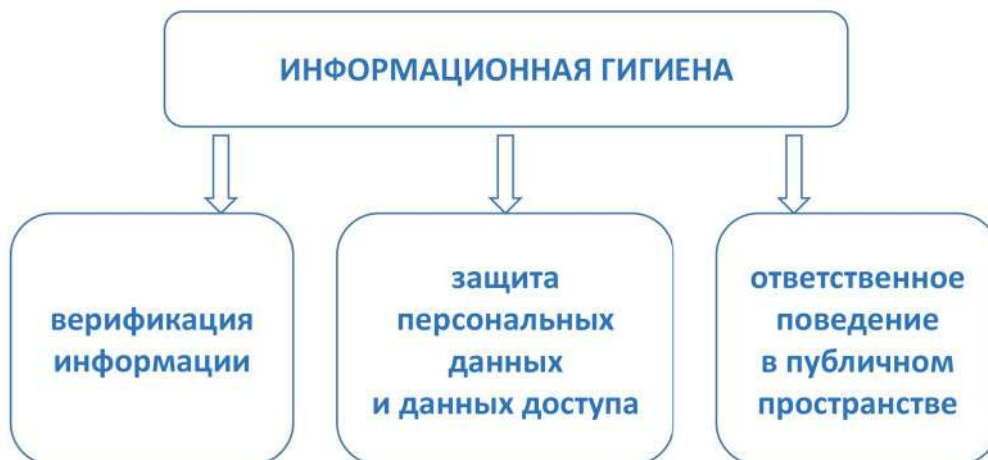 ИНФОРМАЦИОННАЯ ГИГИЕНА
верификация
информации
защита
персональных
данных
и данных доступа
ответственное
поведение
в публичном
пространстве